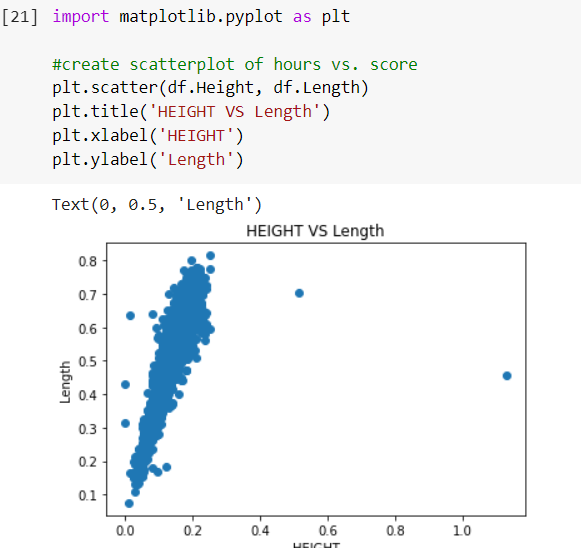 [21] import matplotlib.pyplot as plt
#create scatterplot of hours vs. score
plt.scatter(df.Height, df.Length)
plt.title('HEIGHT VS Length')
plt.xlabel('HEIGHT')
plt.ylabel('Length')
Text(0, 0.5, 'Length')
HEIGHT VS Length
0.8
0.7
0.6
0.5
0.4
0.3
0.2
0.1
Length
0.0 0.2 0.4 0.6 0.8 1.0
HEIGHT